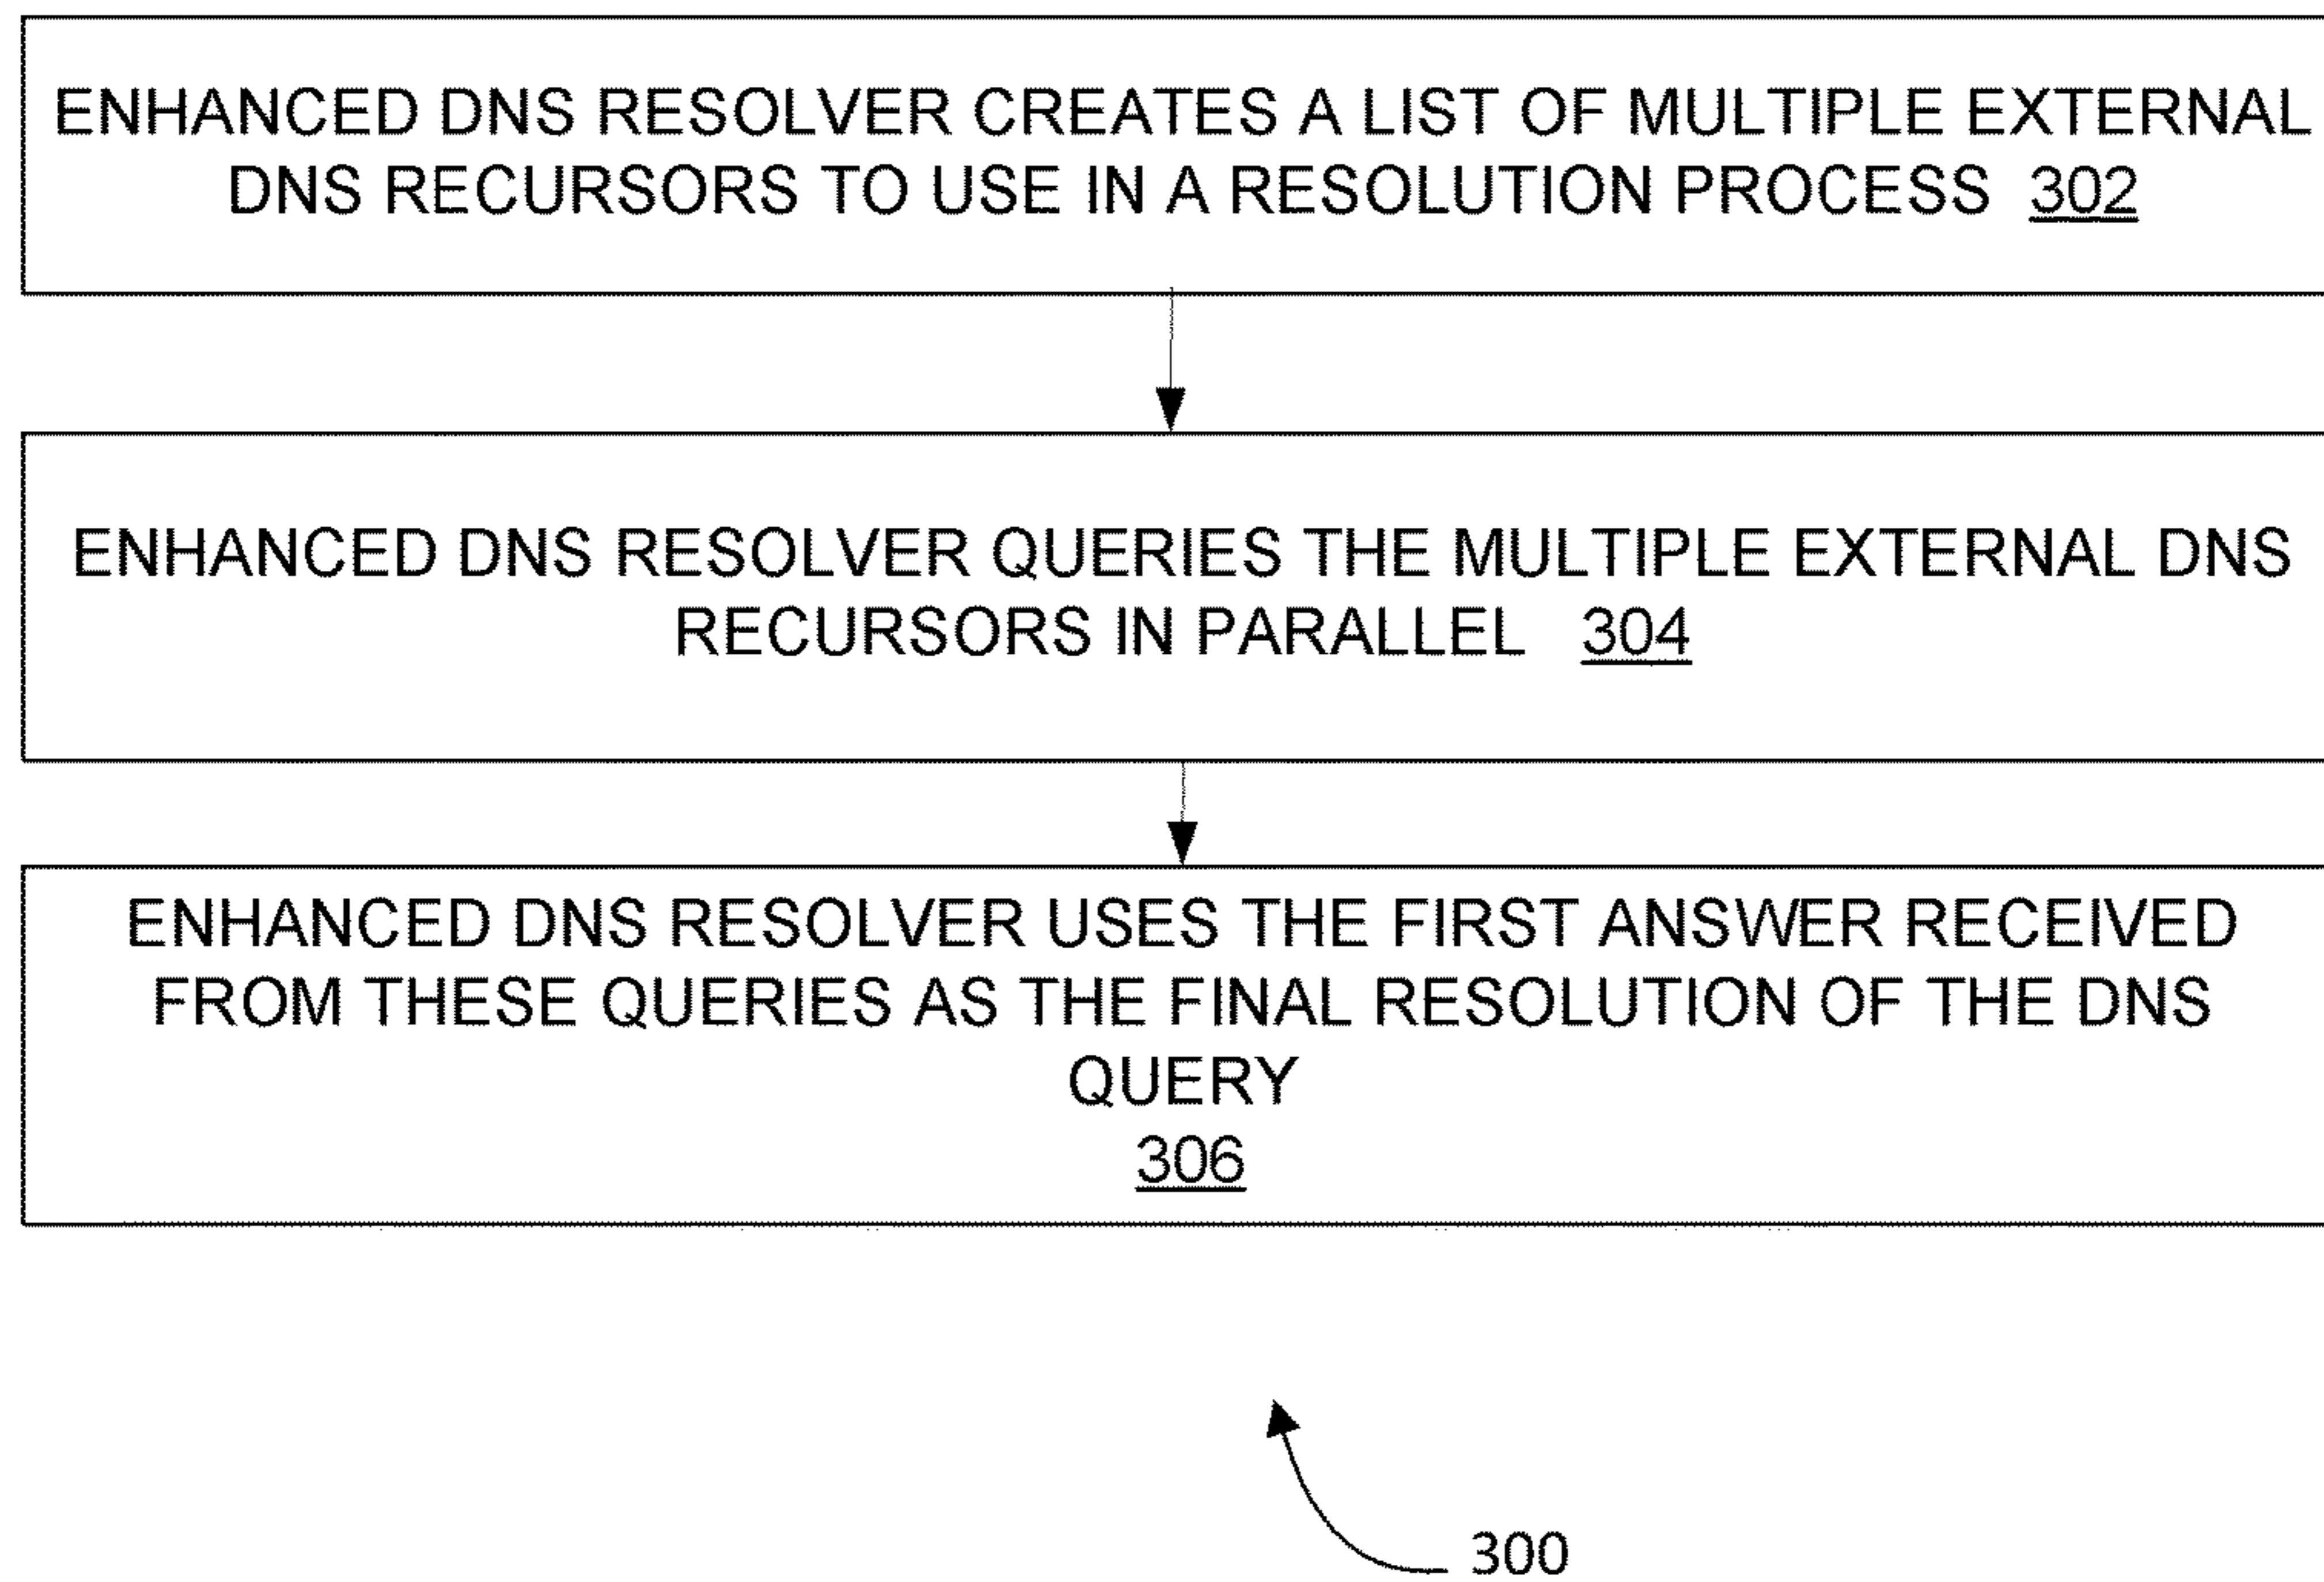 ENHANCED DNS RESOLVER CREATES A LIST OF MULTIPLE EXTERNAL
DNS RECURSORS TO USE IN A RESOLUTION PROCESS 302
ENHANCED DNS RESOLVER QUERIES THE MULTIPLE EXTERNAL DNS
RECURSORS IN PARALLEL 304
ENHANCED DNS RESOLVER USES THE FIRST ANSWER RECEIVED
FROM THESE QUERIES AS THE FINAL RESOLUTION OF THE DNS
QUERY
306
300